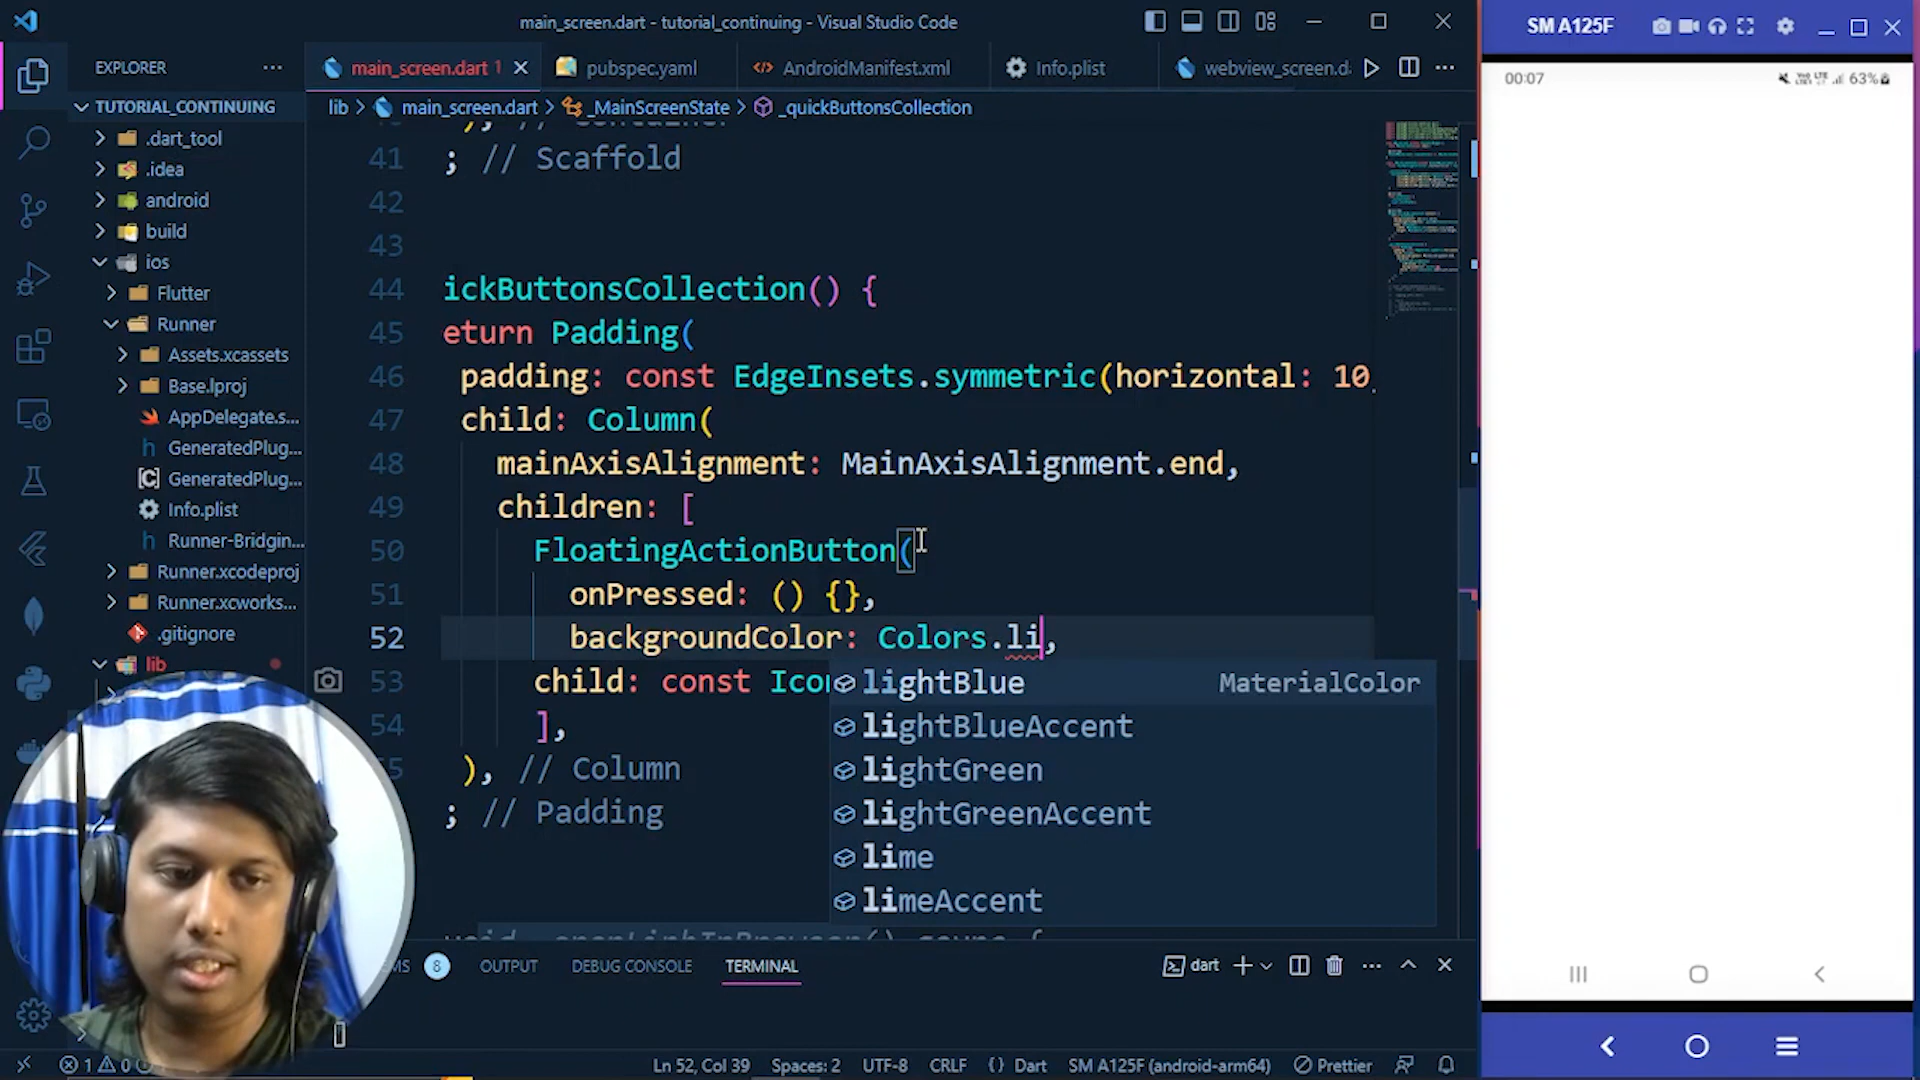 main_screen.dart - tutorial_continuing - Visual Studio Code
SM A125F
EXPLORER
main_screen.dart 1
pubspec.yaml
AndroidManifest.xml
Info.plist
webview_screen.d
TUTORIAL_CONTINUING
lib > main_screen.dart > _MainScreenState > _quickButtonsCollection
00:07
63%
.dart_tool
.idea
android
build
ios
Flutter
Runner
Assets.xcassets
Base.lproj
AppDelegate.s...
GeneratedPlug...
GeneratedPlug...
Info.plist
Runner-Bridgin...
Runner.xcodeproj
Runner.xcworks...
.gitignore
lib
41 ; // Scaffold
42
43
44 ickButtonsCollection() {
45 eturn Padding(
46 padding: const EdgeInsets.symmetric(horizontal: 10
47 child: Column(
48 mainAxisAlignment: MainAxisAlignment.end,
49 children: [
50 FloatingActionButton(
51 onPressed: () {},
52 backgroundColor: Colors.li,
53 child: const Icon
54 ],
), // Column
; // Padding
lightBlue MaterialColor
lightBlueAccent
lightGreen
lightGreenAccent
lime
limeAccent
8
OUTPUT
DEBUG CONSOLE
TERMINAL
dart
1 0
Ln 52, Col 39
Spaces: 2
UTF-8
CRLF
{} Dart
SM A125F (android-arm64)
Prettier